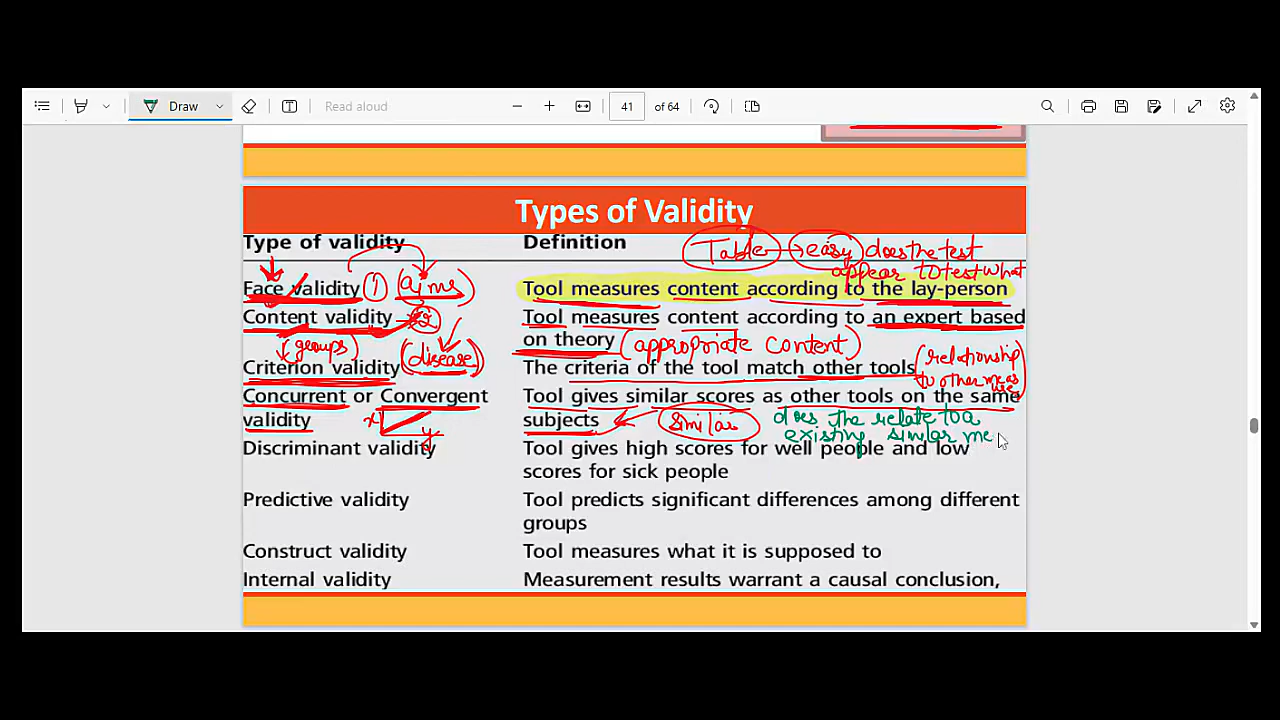 Draw
Read aloud
41 of 64
Types of Validity
Type of validity Definition Table easy does the test
appear to test what
Face validity 1 (aims) Tool measures content according to the lay-person
Content validity 2 Tool measures content according to an expert based
on theory (appropriate content)
(groups) (disease)
Criterion validity The criteria of the tool match other tools (relationship
to other meas
ure)
Concurrent or Convergent Tool gives similar scores as other tools on the same
validity x y subjects similar does the relate to a
existing similar me
Discriminant validity Tool gives high scores for well people and low
scores for sick people
Predictive validity Tool predicts significant differences among different
groups
Construct validity Tool measures what it is supposed to
Internal validity Measurement results warrant a causal conclusion,